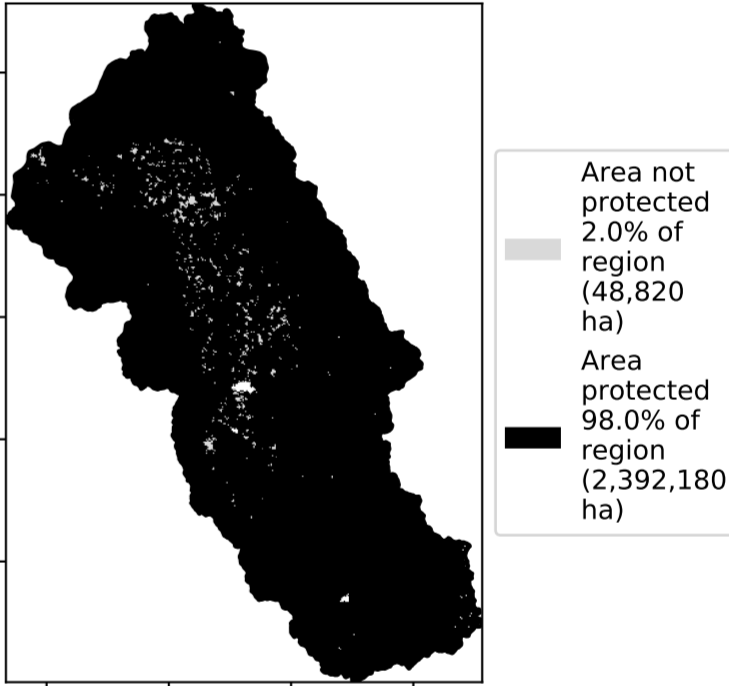 Area not
protected
2.0% of
region
(48,820
ha)
Area
protected
98.0% of
region
(2,392,180
ha)